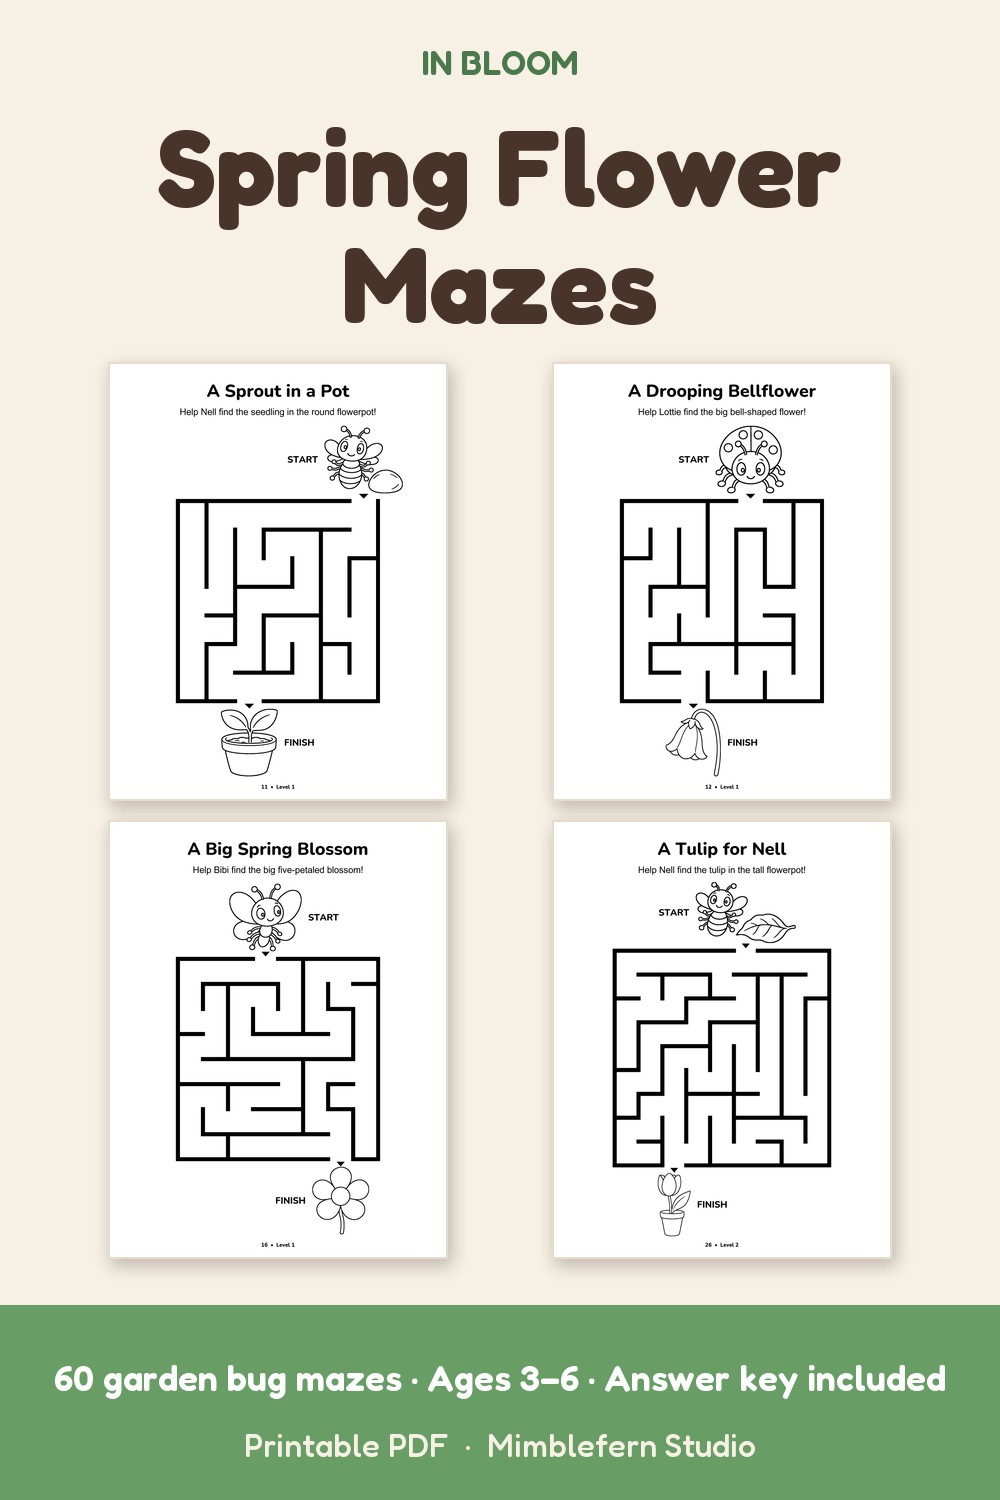 IN BLOOM
Spring Flower
Mazes
A Sprout in a Pot
Help Nell find the seedling in the round flowerpot!
START
FINISH
11 • Level 1
A Drooping Bellflower
Help Lottie find the big bell-shaped flower!
START
FINISH
12 • Level 1
A Big Spring Blossom
Help Bibi find the big five-petaled blossom!
START
FINISH
16 • Level 1
A Tulip for Nell
Help Nell find the tulip in the tall flowerpot!
START
FINISH
26 • Level 2
60 garden bug mazes · Ages 3–6 · Answer key included
Printable PDF · Mimblefern Studio